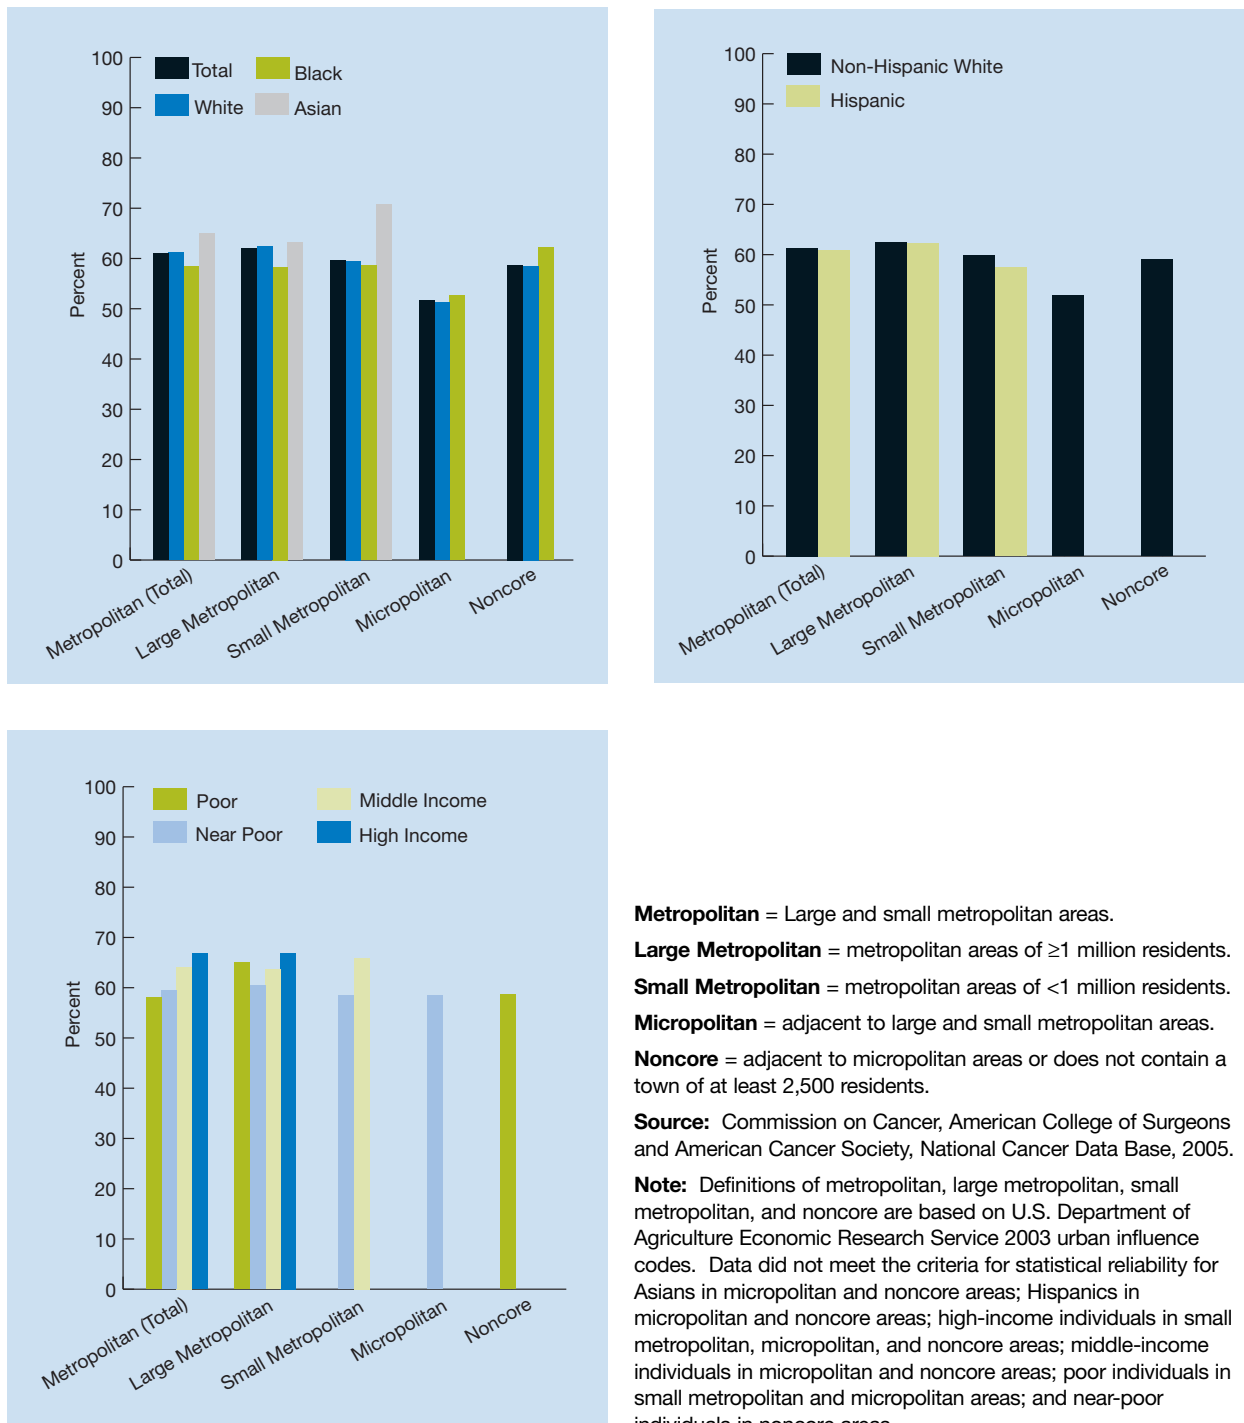 100
90
80
70
60
50
40
30
20
10
0
Percent
Total
Black
White
Asian
Metropolitan (Total)
Large Metropolitan
Small Metropolitan
Micropolitan
Noncore
100
90
80
70
60
50
40
30
20
10
0
Percent
Non-Hispanic White
Hispanic
Metropolitan (Total)
Large Metropolitan
Small Metropolitan
Micropolitan
Noncore
100
90
80
70
60
50
40
30
20
10
0
Percent
Poor
Middle Income
Near Poor
High Income
Metropolitan (Total)
Large Metropolitan
Small Metropolitan
Micropolitan
Noncore
Metropolitan = Large and small metropolitan areas.
Large Metropolitan = metropolitan areas of ≥1 million residents.
Small Metropolitan = metropolitan areas of <1 million residents.
Micropolitan = adjacent to large and small metropolitan areas.
Noncore = adjacent to micropolitan areas or does not contain a
town of at least 2,500 residents.
Source: Commission on Cancer, American College of Surgeons
and American Cancer Society, National Cancer Data Base, 2005.
Note: Definitions of metropolitan, large metropolitan, small
metropolitan, and noncore are based on U.S. Department of
Agriculture Economic Research Service 2003 urban influence
codes. Data did not meet the criteria for statistical reliability for
Asians in micropolitan and noncore areas; Hispanics in
micropolitan and noncore areas; high-income individuals in small
metropolitan, micropolitan, and noncore areas; middle-income
individuals in micropolitan and noncore areas; poor individuals in
small metropolitan and micropolitan areas; and near-poor
individuals in noncore areas